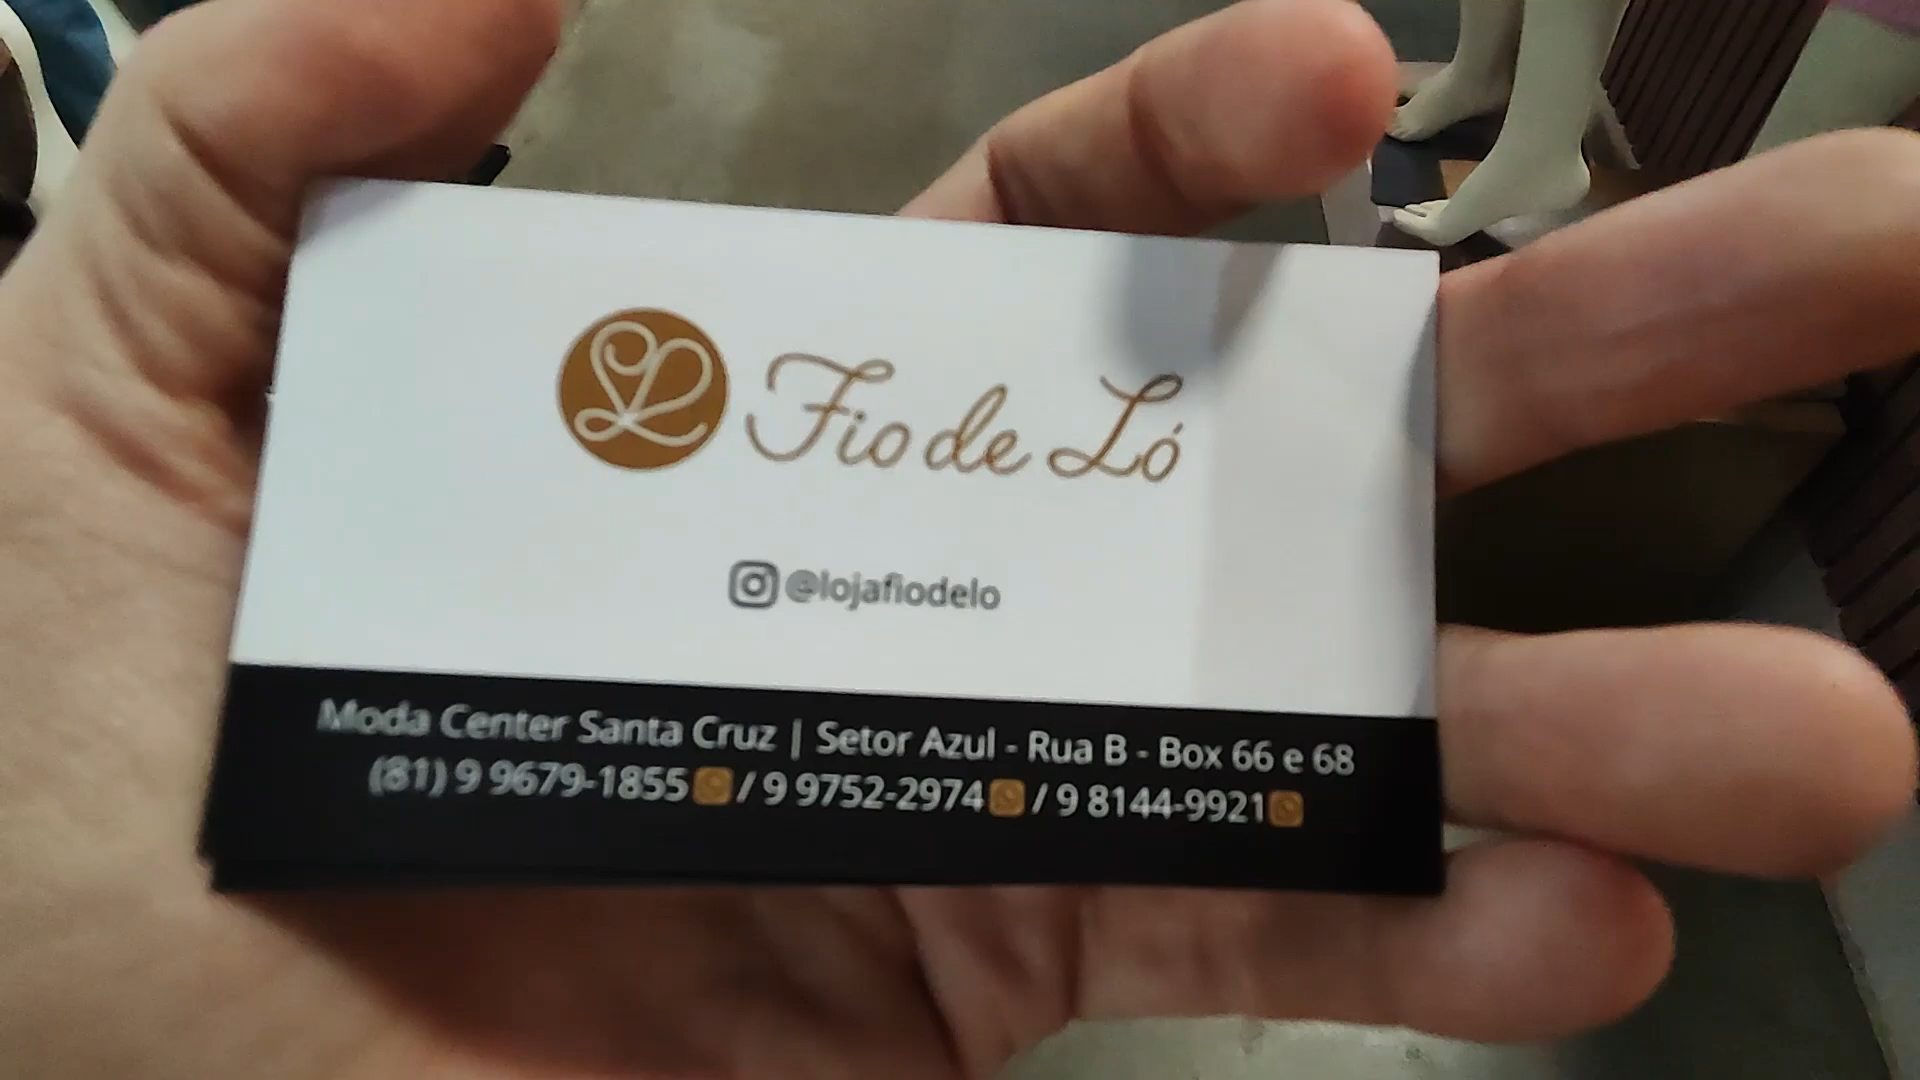 Fio de Ló
@lojafiodelo
Moda Center Santa Cruz | Setor Azul - Rua B - Box 66 e 68
(81) 9 9679-1855 / 9 9752-2974 / 9 8144-9921